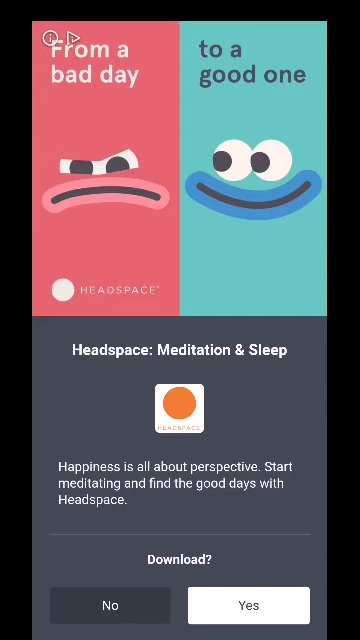 From a
bad day
to a
good one
HEADSPACE
Headspace: Meditation & Sleep
HEADSPACE
Happiness is all about perspective. Start
meditating and find the good days with
Headspace.
Download?
No
Yes